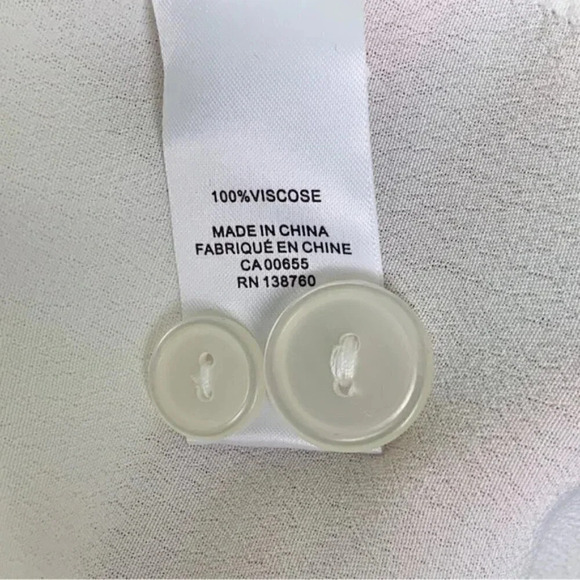 100%VISCOSE
MADE IN CHINA
FABRIQUÉ EN CHINE
CA 00655
RN 138760